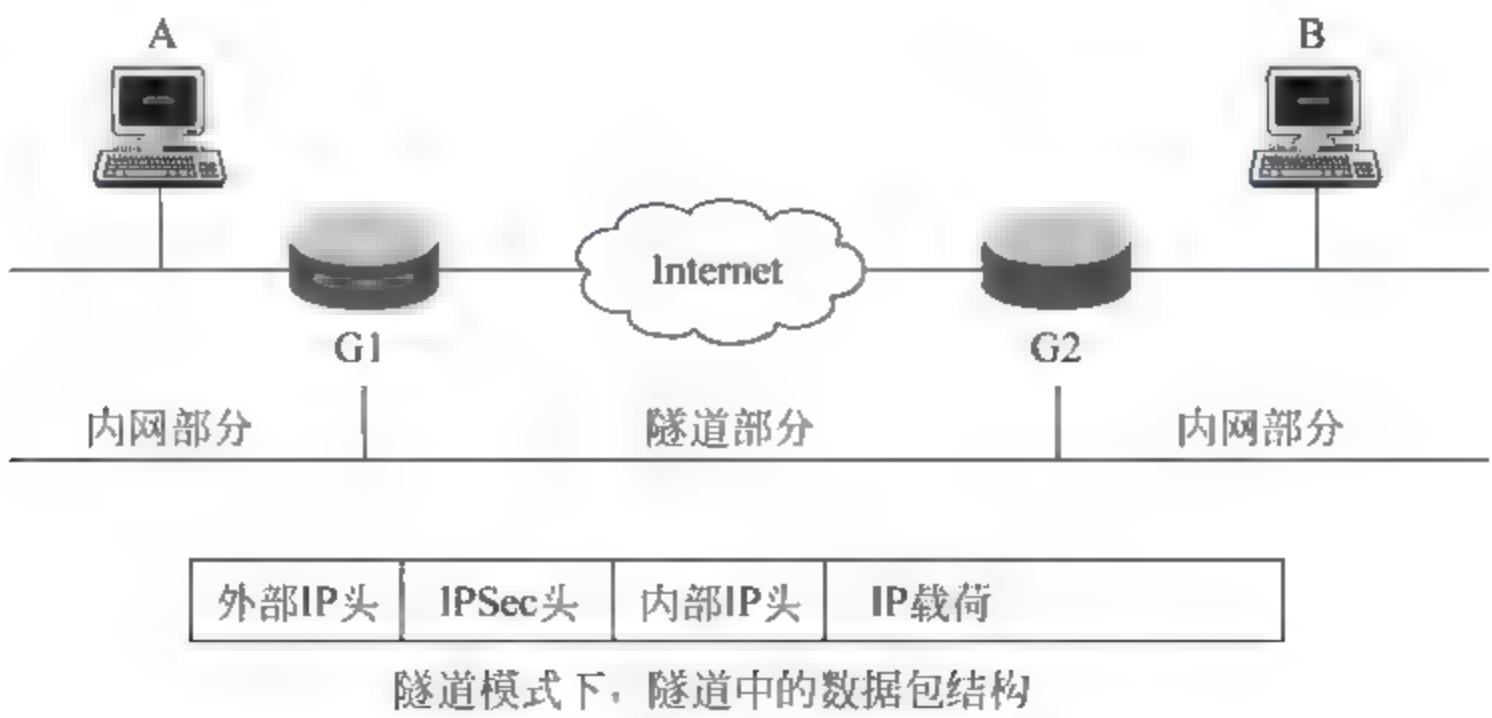 A
B
Internet
G1
G2
内网部分
隧道部分
内网部分
外部IP头
IPSec头
内部IP头
IP载荷
隧道模式下，隧道中的数据包结构